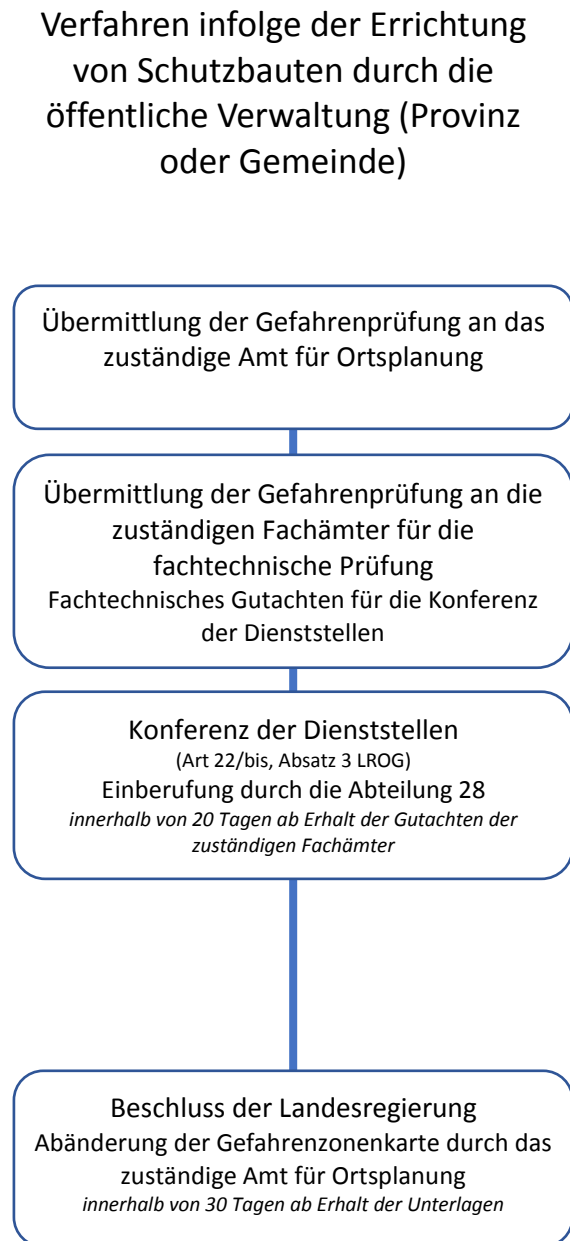 Verfahren infolge der Errichtung
von Schutzbauten durch die
öffentliche Verwaltung (Provinz
oder Gemeinde)
Übermittlung der Gefahrenprüfung an das
zuständige Amt für Ortsplanung
Übermittlung der Gefahrenprüfung an die
zuständigen Fachämter für die
fachtechnische Prüfung
Fachtechnisches Gutachten für die Konferenz
der Dienststellen
Konferenz der Dienststellen
(Art 22/bis, Absatz 3 LROG)
Einberufung durch die Abteilung 28
innerhalb von 20 Tagen ab Erhalt der Gutachten der
zuständigen Fachämter
Beschluss der Landesregierung
Abänderung der Gefahrenzonenkarte durch das
zuständige Amt für Ortsplanung
innerhalb von 30 Tagen ab Erhalt der Unterlagen